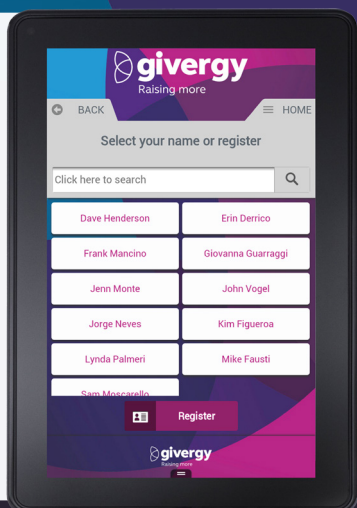 givergy
Raising more
BACK
HOME
Select your name or register
Click here to search
Dave Henderson
Erin Derrico
Frank Mancino
Giovanna Guarraggi
Jenn Monte
John Vogel
Jorge Neves
Kim Figueroa
Lynda Palmeri
Mike Fausti
Sam Moscarello
Register
givergy
Raising more